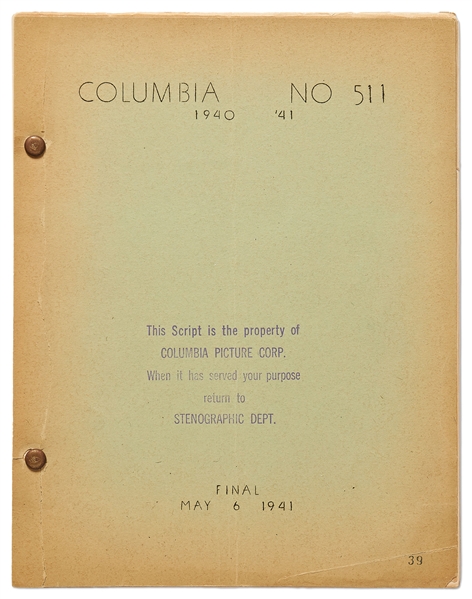 COLUMBIA NO 511
1940 '41
This Script is the property of
COLUMBIA PICTURE CORP.
When it has served your purpose
return to
STENOGRAPHIC DEPT.
FINAL
MAY 6 1941
39